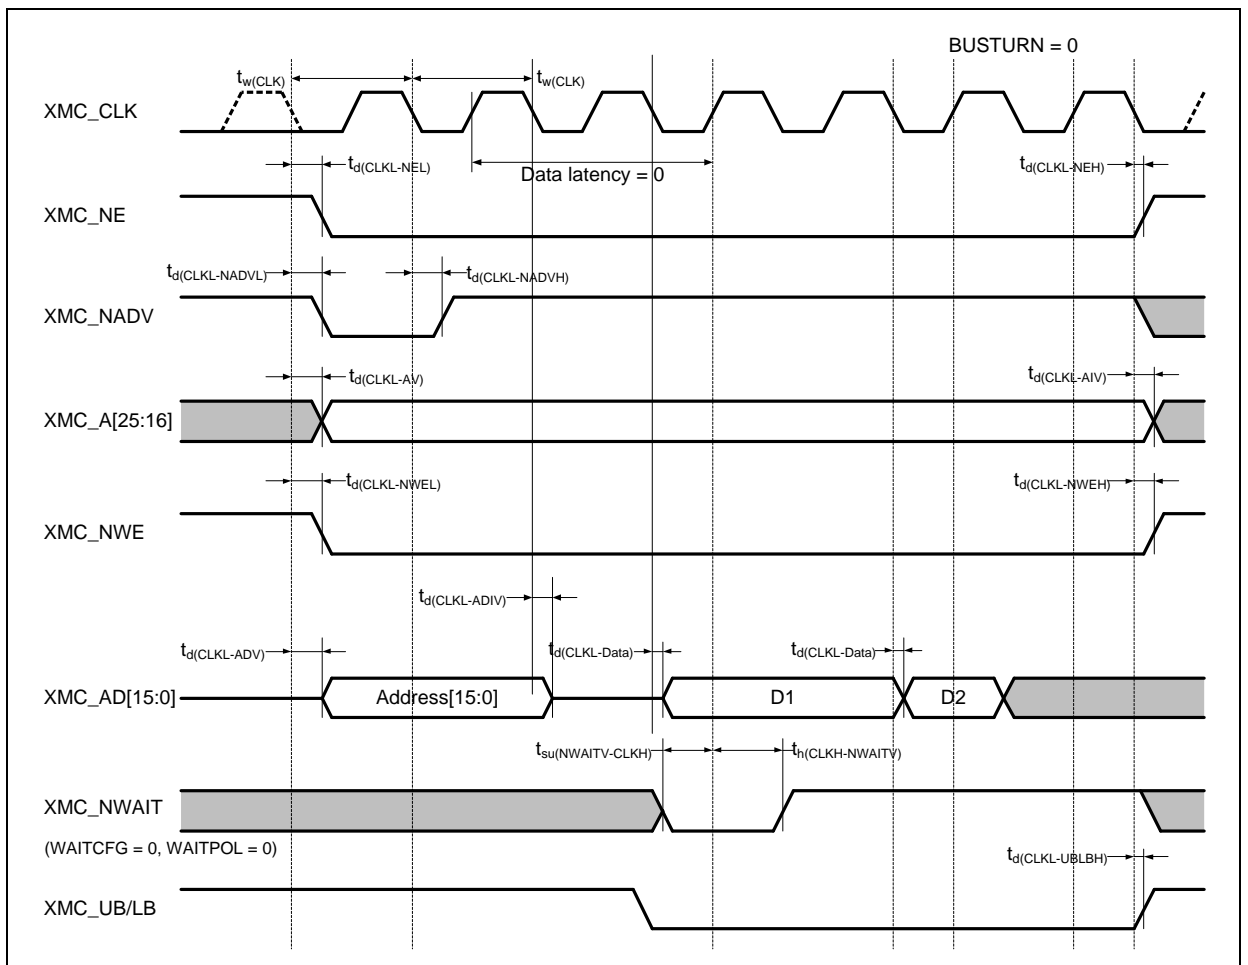 BUSTURN = 0
tw(CLK) tw(CLK)
XMC_CLK
td(CLKL-NEL) td(CLKL-NEH)
Data latency = 0
XMC_NE
td(CLKL-NADVL) td(CLKL-NADVH)
XMC_NADV
td(CLKL-AV) td(CLKL-AIV)
XMC_A[25:16]
td(CLKL-NWEL) td(CLKL-NWEH)
XMC_NWE
td(CLKL-ADIV)
td(CLKL-ADV) td(CLKL-Data) td(CLKL-Data)
XMC_AD[15:0] Address[15:0] D1 D2
tsu(NWAITV-CLKH) th(CLKH-NWAITV)
XMC_NWAIT
(WAITCFG = 0, WAITPOL = 0)
td(CLKL-UBLBH)
XMC_UB/LB